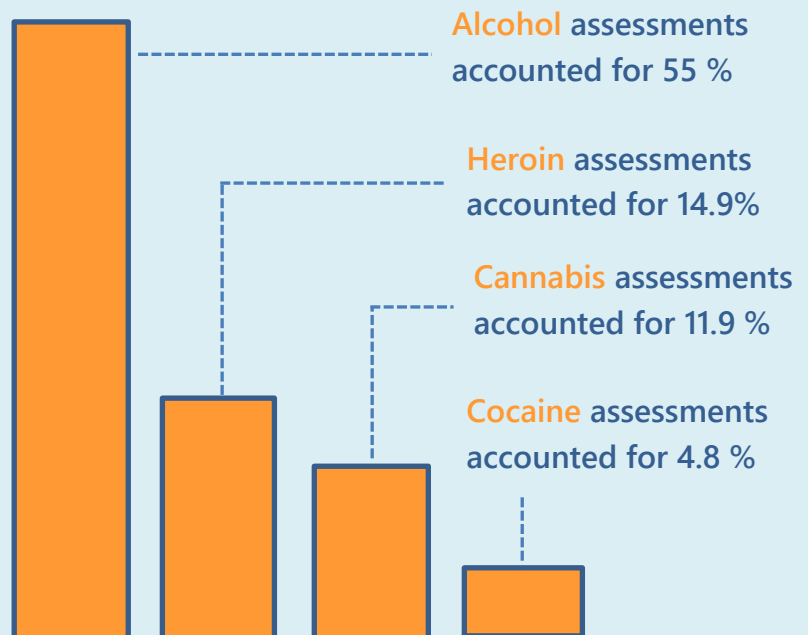 Alcohol assessments
accounted for 55 %
Heroin assessments
accounted for 14.9%
Cannabis assessments
accounted for 11.9 %
Cocaine assessments
accounted for 4.8 %